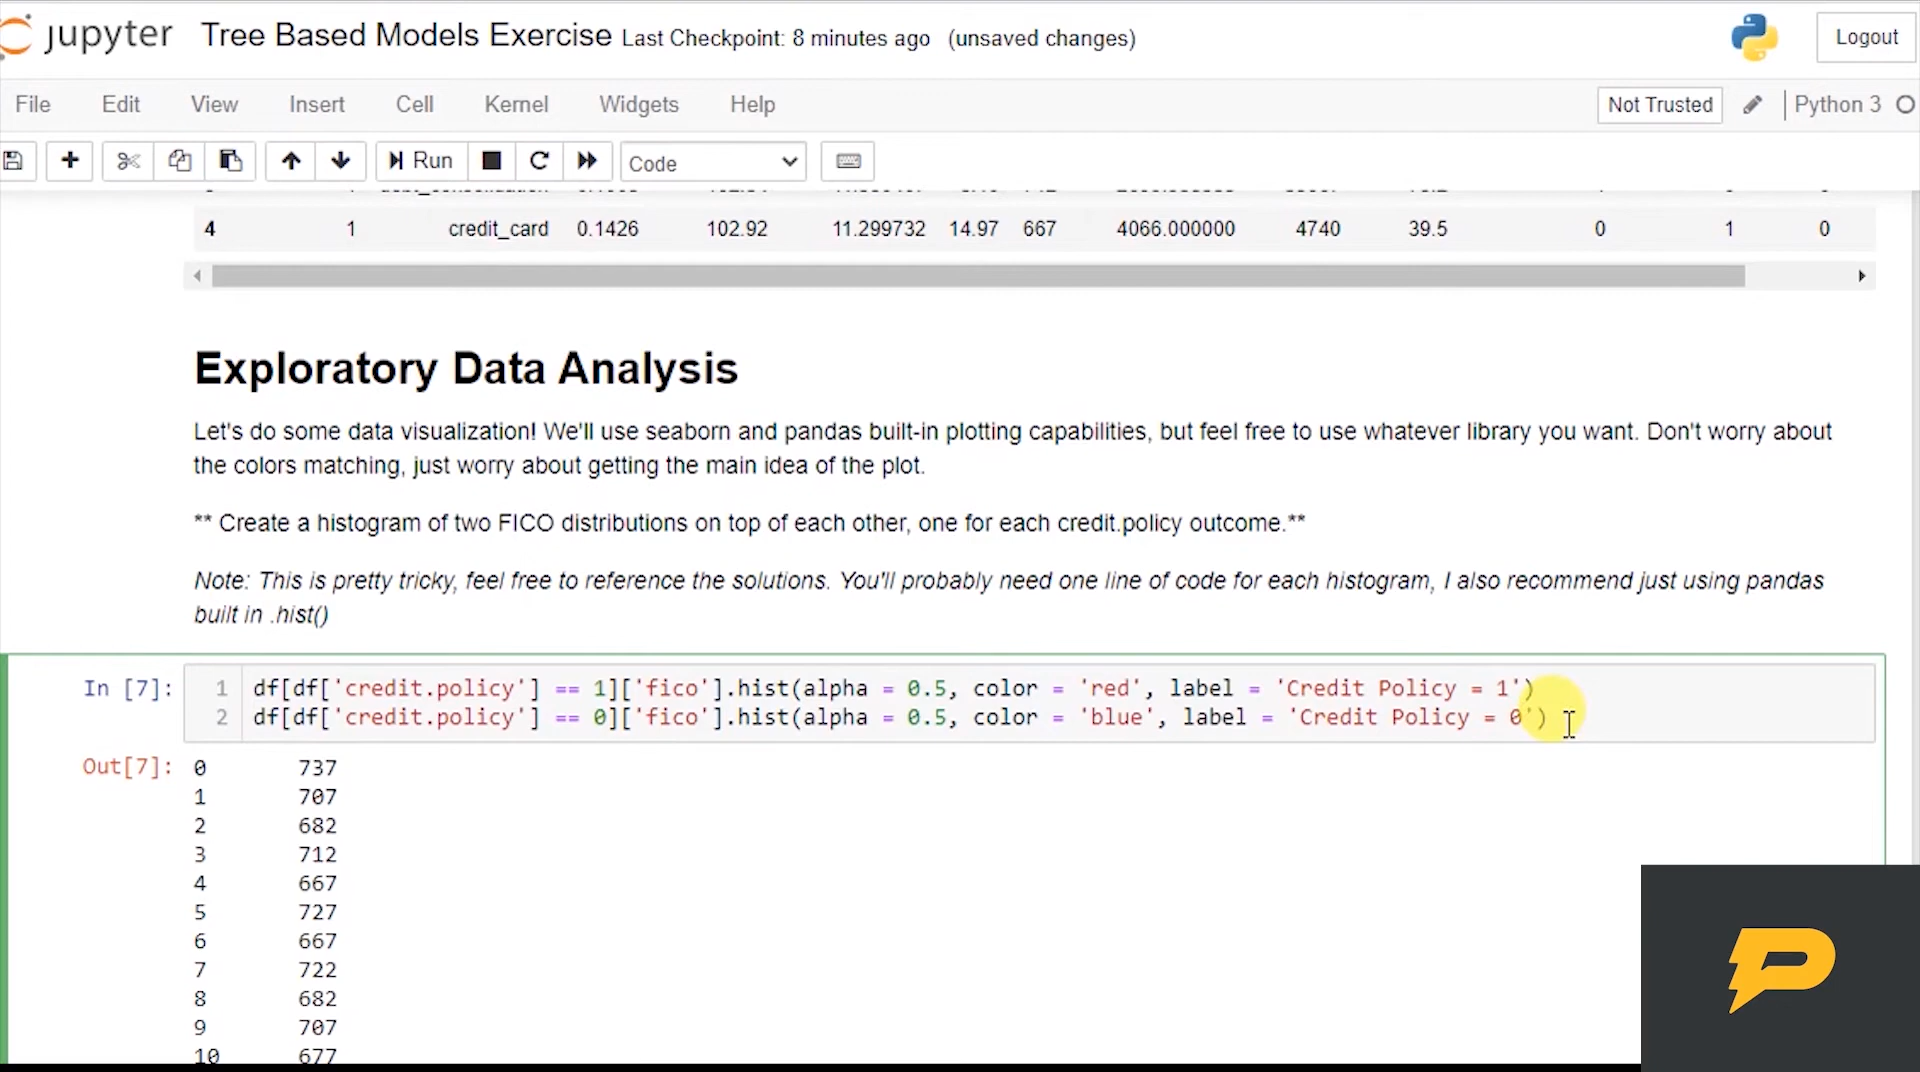 jupyter Tree Based Models Exercise Last Checkpoint: 8 minutes ago (unsaved changes) Logout
File Edit View Insert Cell Kernel Widgets Help Not Trusted Python 3
Run Code
4 1 credit_card 0.1426 102.92 11.299732 14.97 667 4066.000000 4740 39.5 0 1 0
Exploratory Data Analysis
Let's do some data visualization! We'll use seaborn and pandas built-in plotting capabilities, but feel free to use whatever library you want. Don't worry about
the colors matching, just worry about getting the main idea of the plot.
** Create a histogram of two FICO distributions on top of each other, one for each credit.policy outcome.**
Note: This is pretty tricky, feel free to reference the solutions. You'll probably need one line of code for each histogram, I also recommend just using pandas
built in .hist()
In [7]: 1 df[df['credit.policy'] == 1]['fico'].hist(alpha = 0.5, color = 'red', label = 'Credit Policy = 1')
2 df[df['credit.policy'] == 0]['fico'].hist(alpha = 0.5, color = 'blue', label = 'Credit Policy = 0')
Out[7]: 0 737
1 707
2 682
3 712
4 667
5 727
6 667
7 722
8 682
9 707
10 677